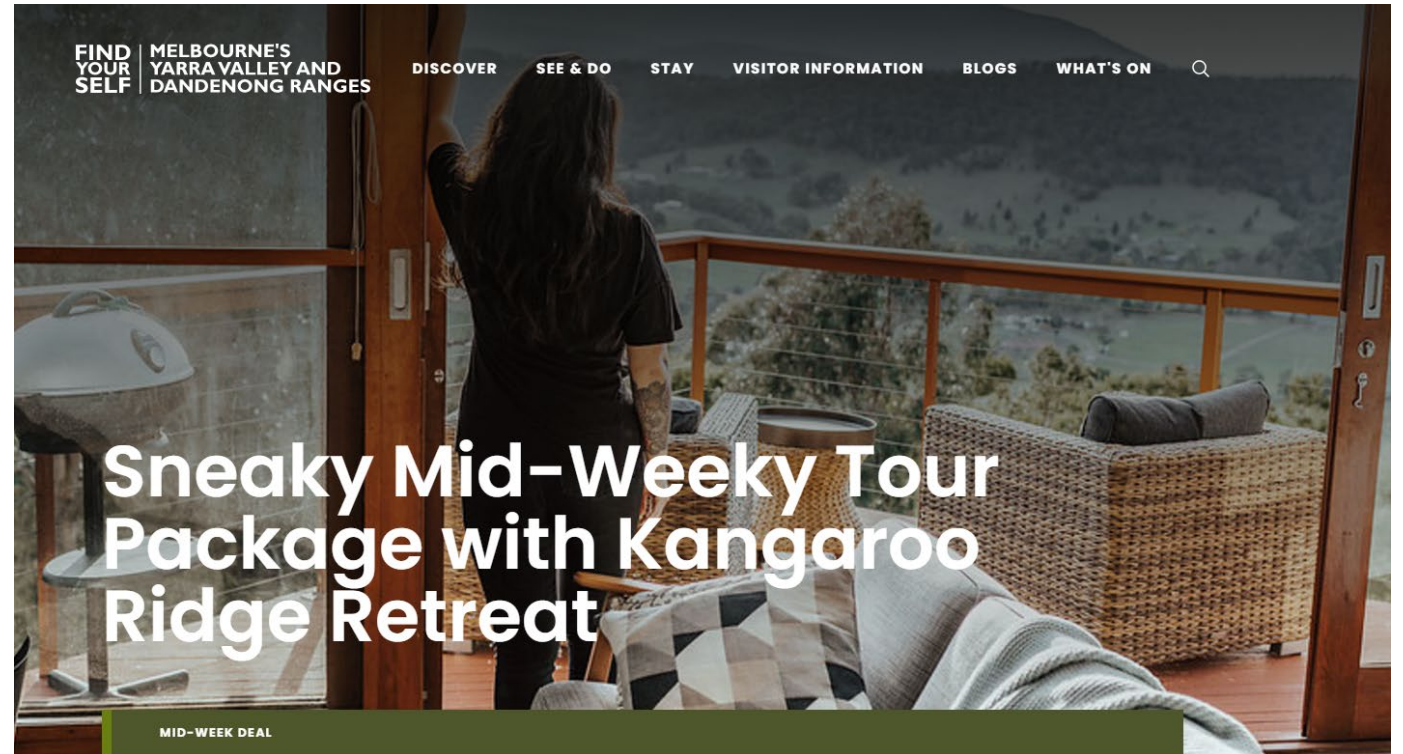 FIND YOUR SELF
MELBOURNE'S YARRA VALLEY AND DANDENONG RANGES
DISCOVER SEE & DO STAY VISITOR INFORMATION BLOGS WHAT'S ON
Sneaky Mid-Weeky Tour
Package with Kangaroo
Ridge Retreat
MID-WEEK DEAL